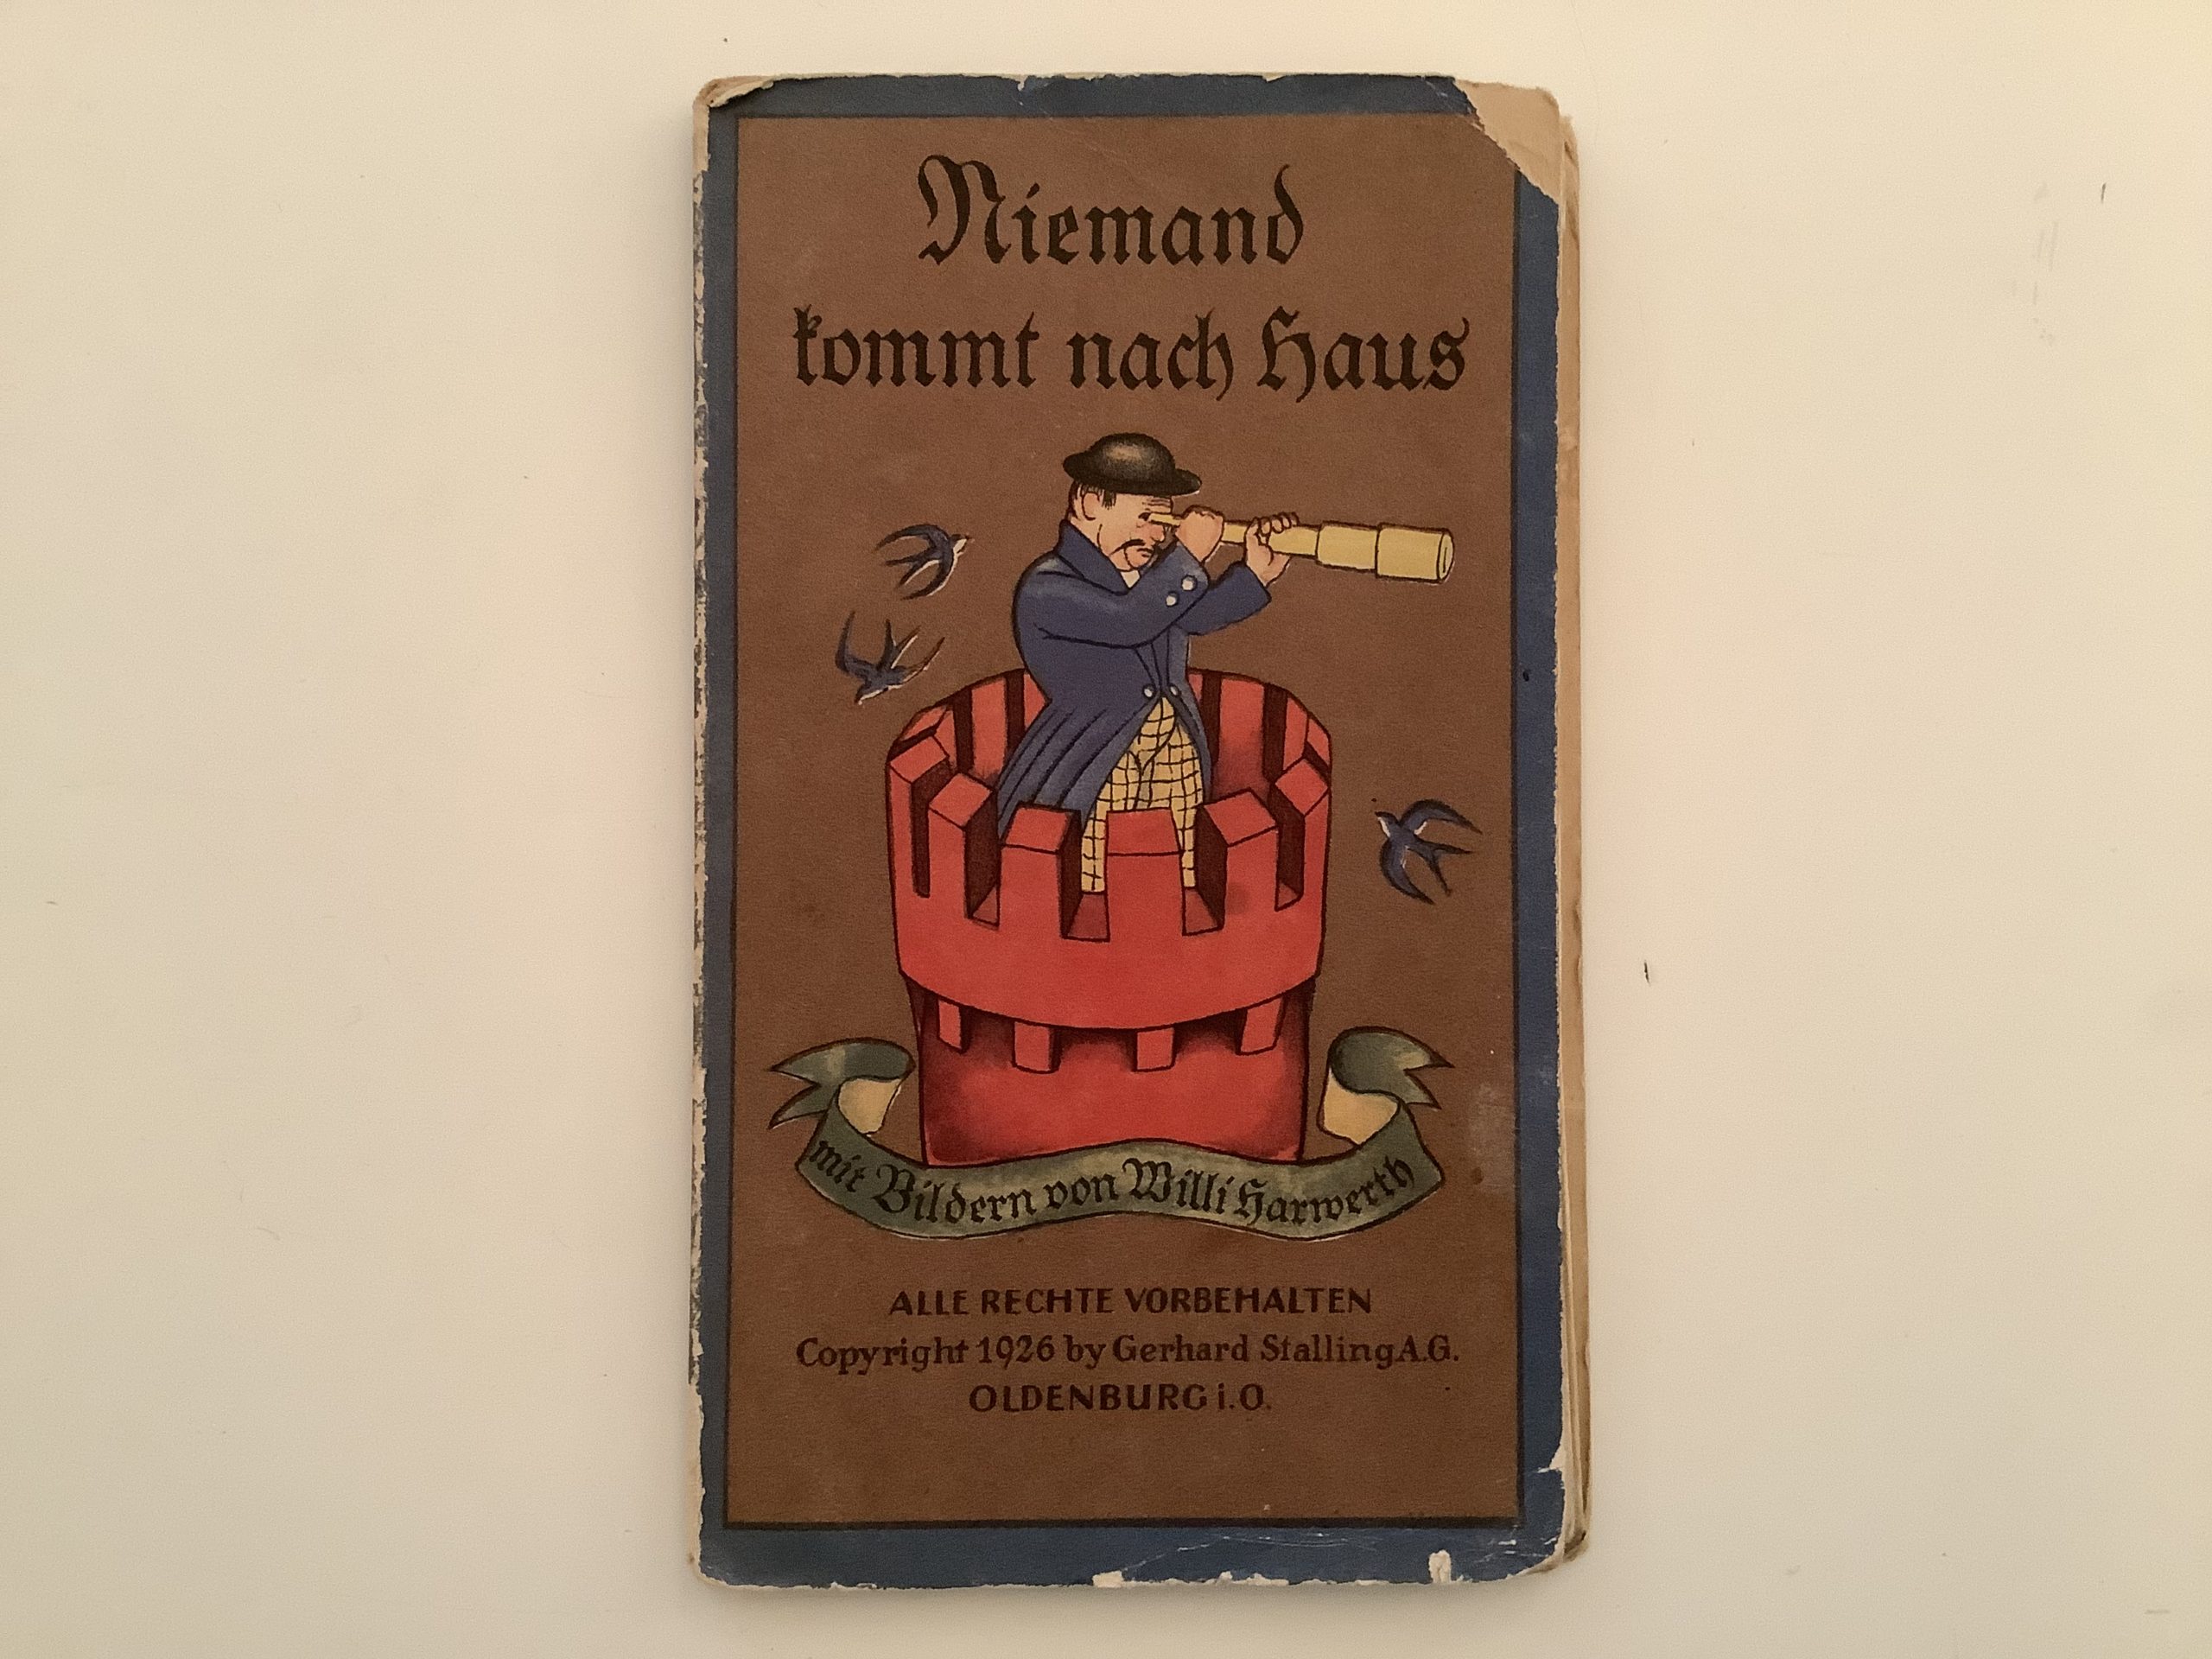 Niemand
kommt nach Haus
mit Bildern von Willi Harwerth
ALLE RECHTE VORBEHALTEN
Copyright 1926 by Gerhard Stalling A.G.
OLDENBURG i. O.